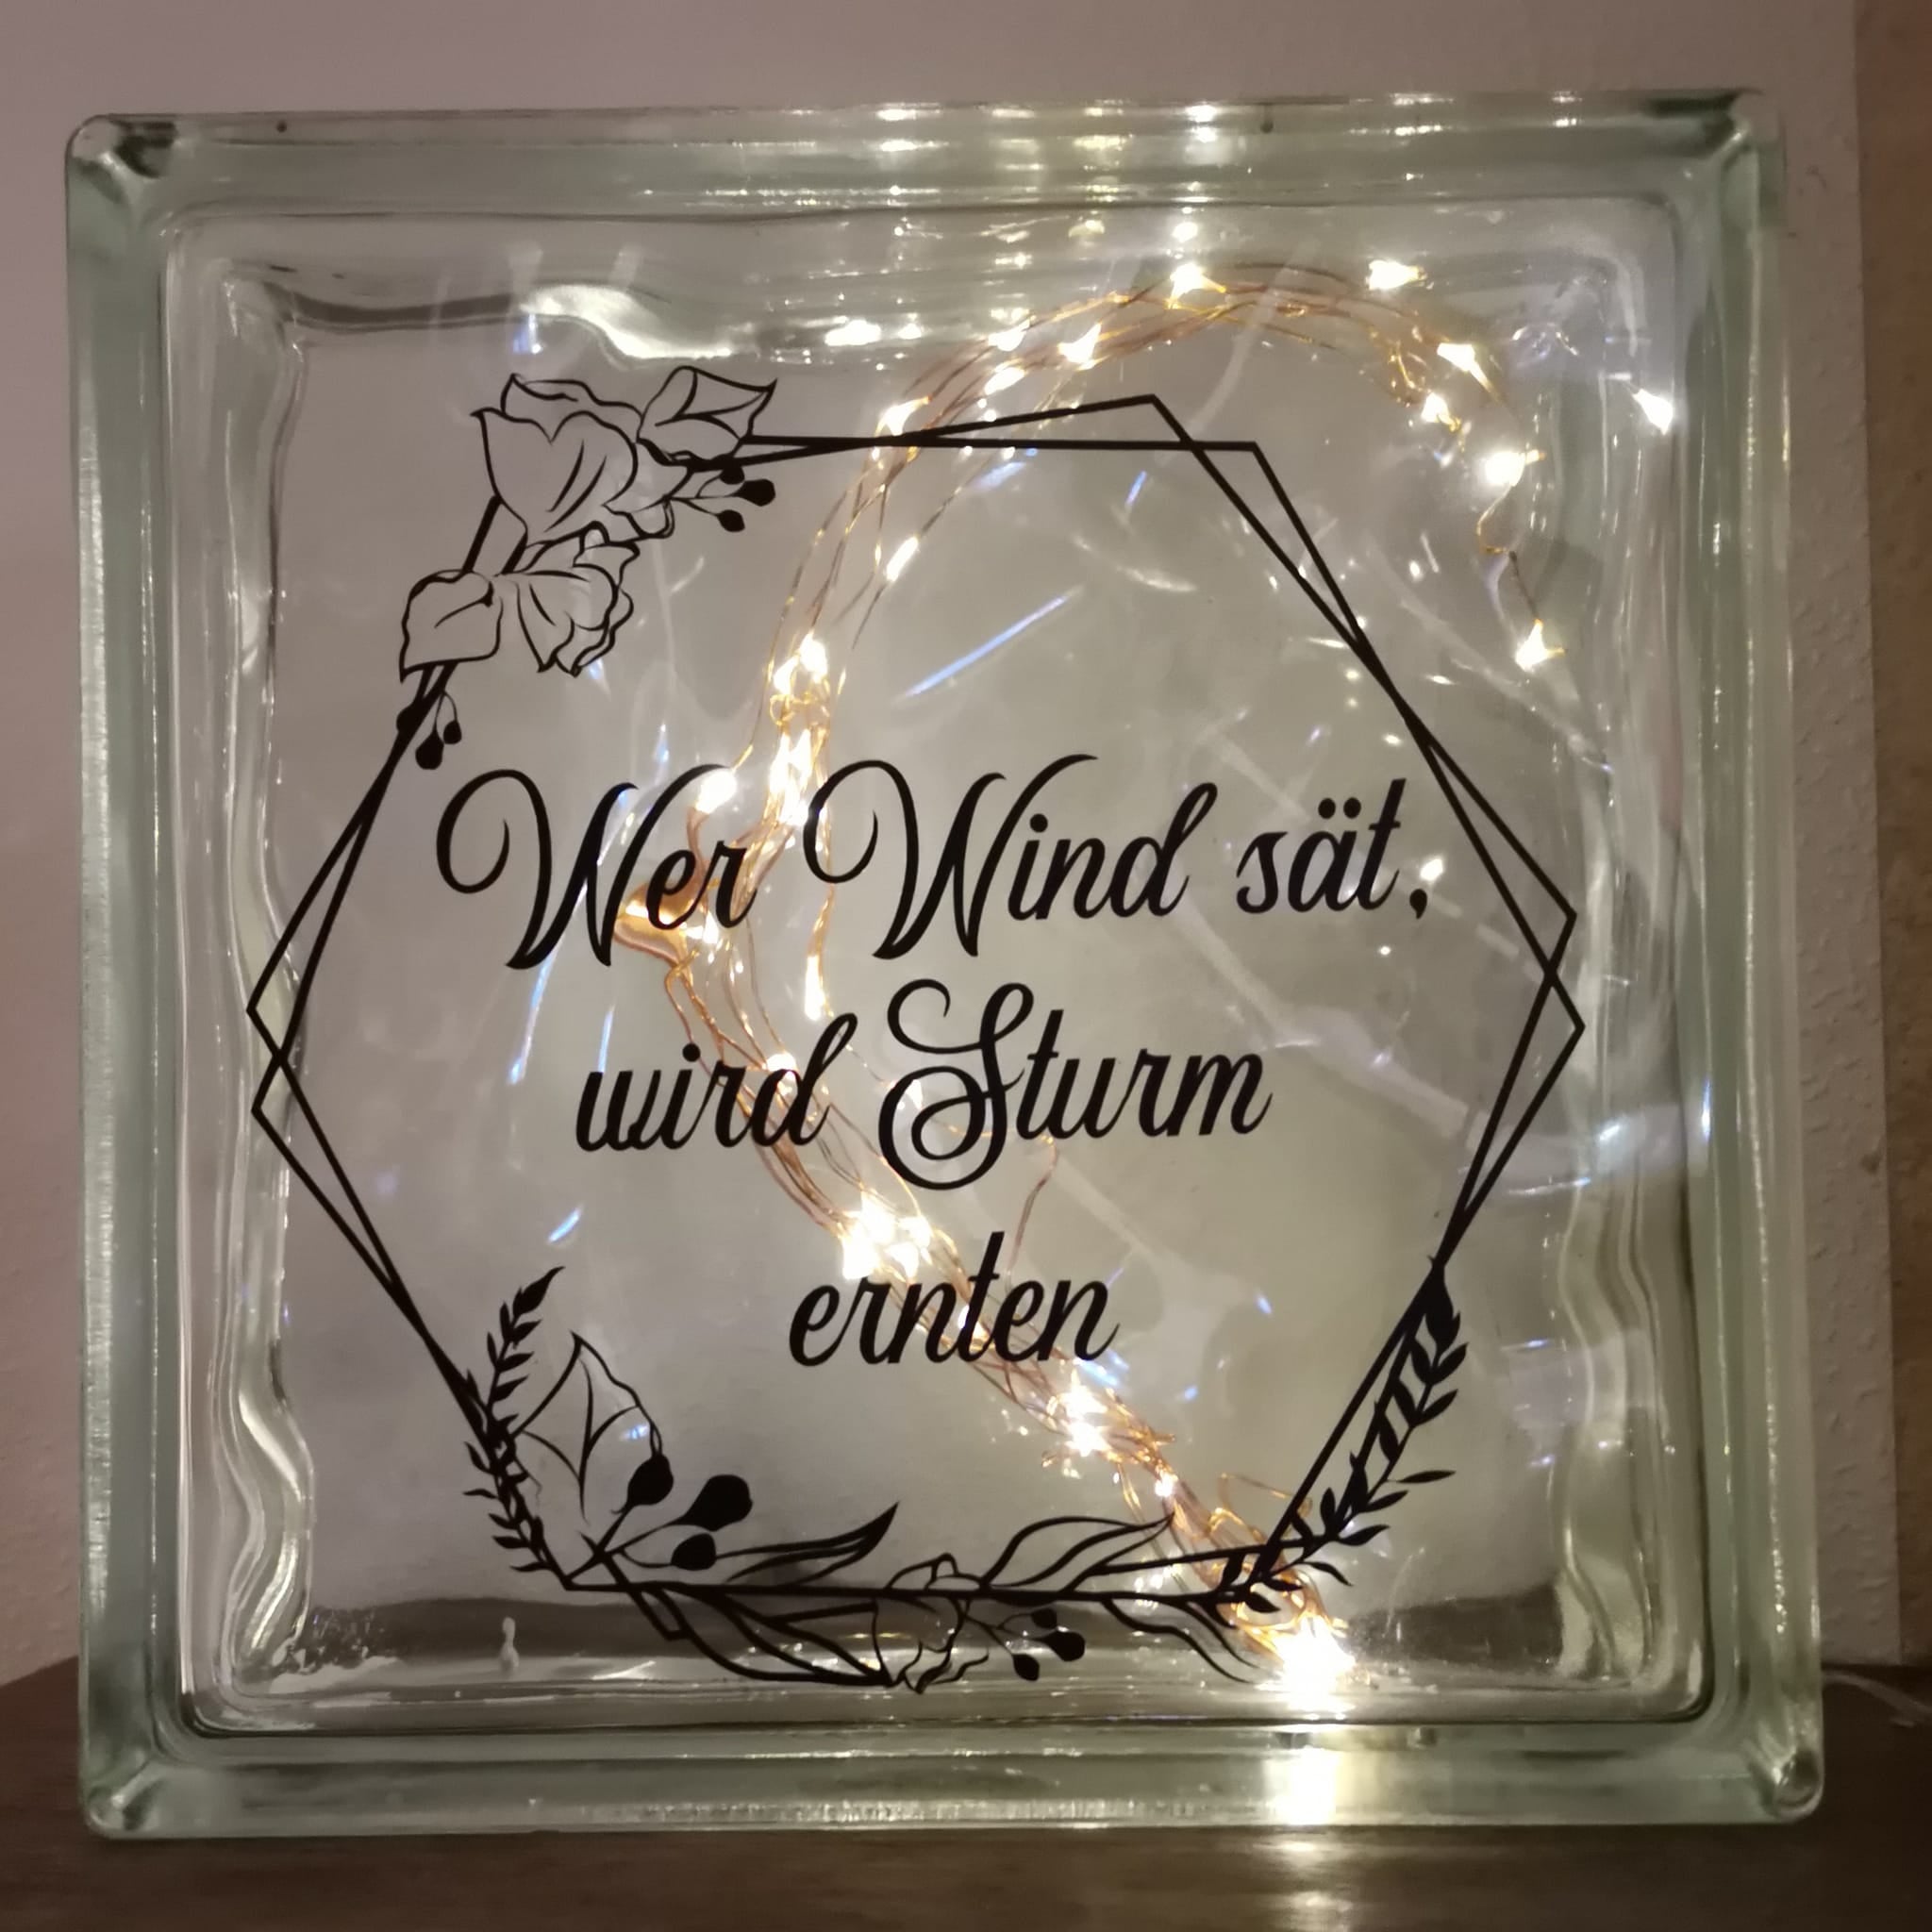 Wer Wind sät,
wird Sturm
ernten